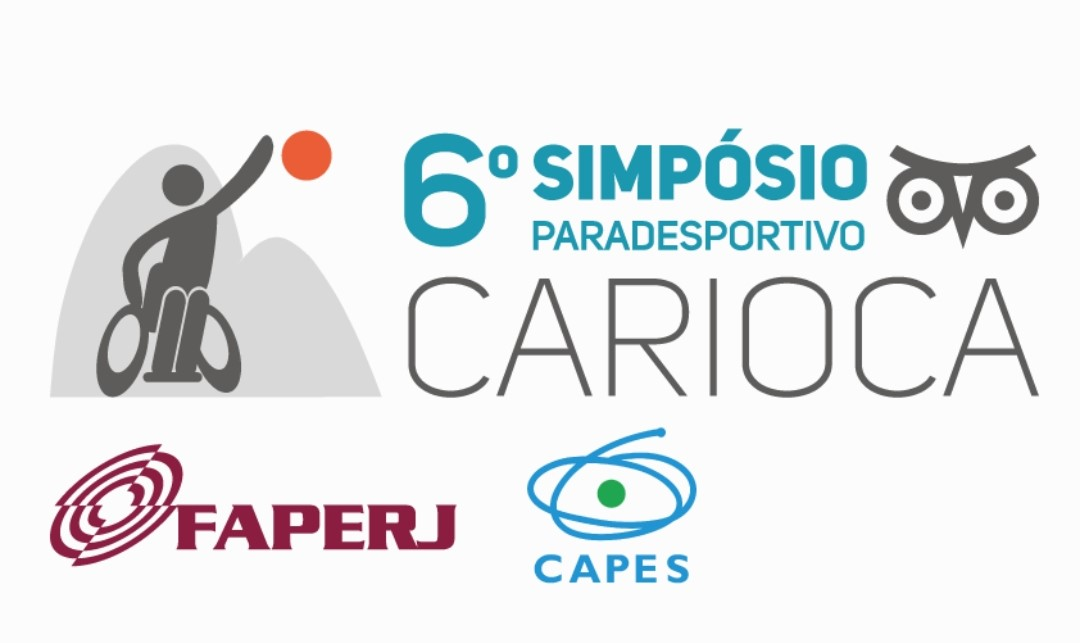 6º SIMPÓSIO
PARADESPORTIVO
CARIOCA
FAPERJ
CAPES